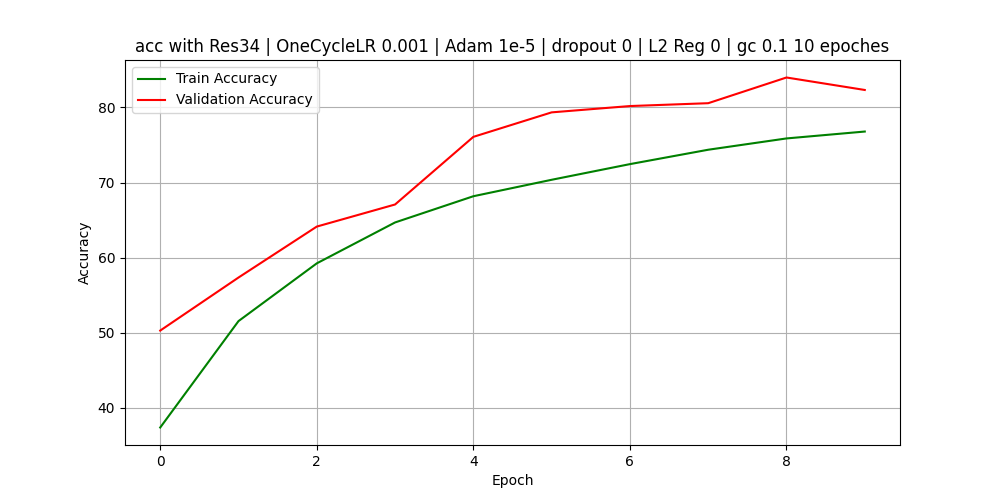 acc with Res34 | OneCycleLR 0.001 | Adam 1e-5 | dropout 0 | L2 Reg 0 | gc 0.1 10 epoches
Train Accuracy
Validation Accuracy
80
70
60
50
40
Accuracy
0 2 4 6 8
Epoch